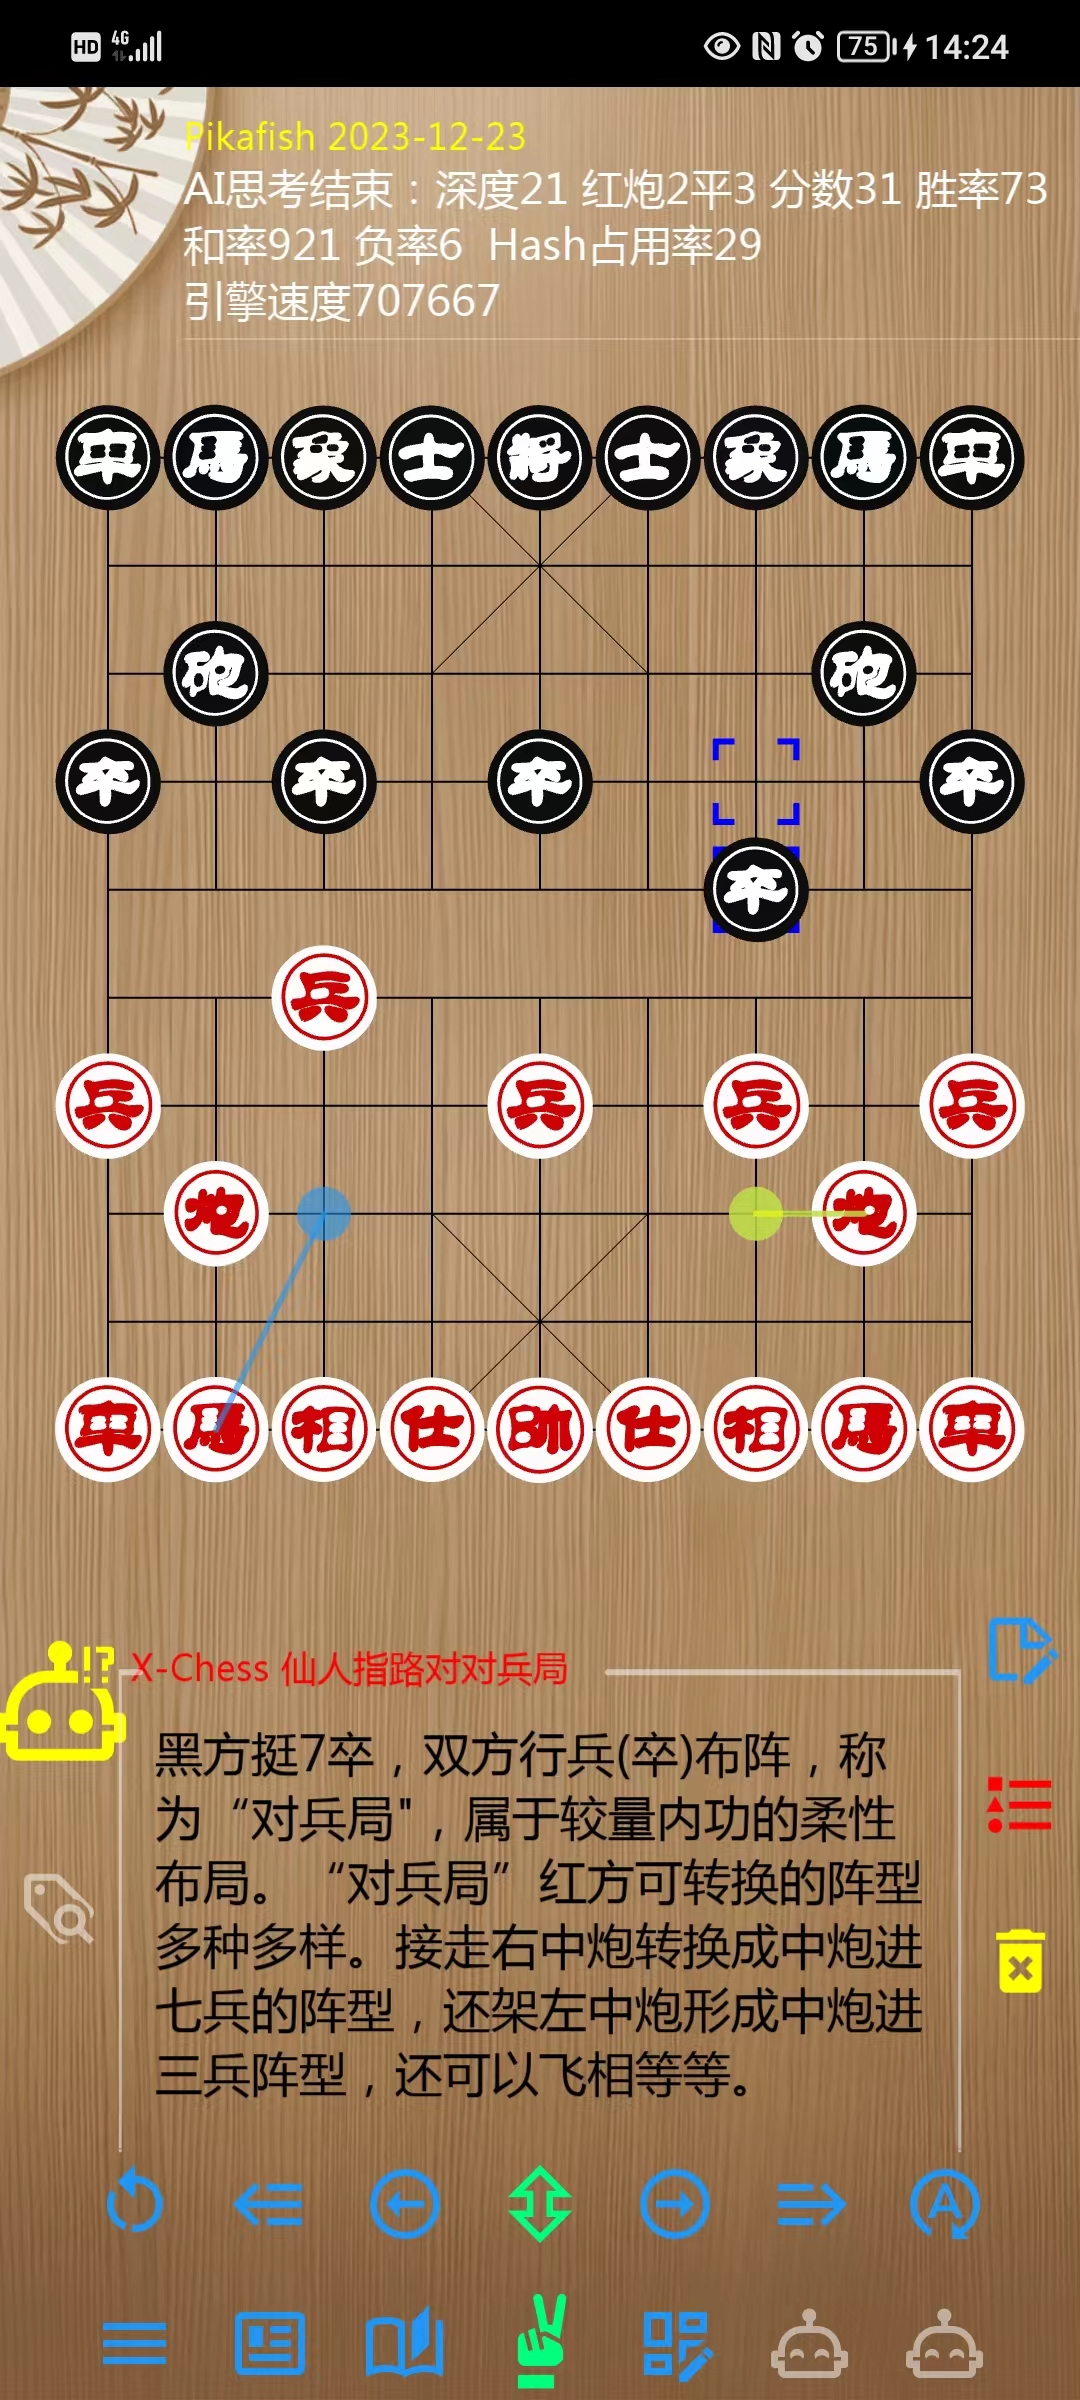 HD 4G 75 14:24
Pikafish 2023-12-23
AI思考结束：深度21 红炮2平3 分数31 胜率73
和率921 负率6 Hash占用率29
引擎速度707667
車馬象士將士象馬車
砲 砲
卒 卒 卒 卒
卒
兵
兵 兵 兵 兵
炮 炮
車馬相仕帥仕相馬車
!?
X-Chess 仙人指路对对兵局
黑方挺7卒，双方行兵(卒)布阵，称
为“对兵局"，属于较量内功的柔性
布局。“对兵局”红方可转换的阵型
多种多样。接走右中炮转换成中炮进
七兵的阵型，还架左中炮形成中炮进
三兵阵型，还可以飞相等等。
A